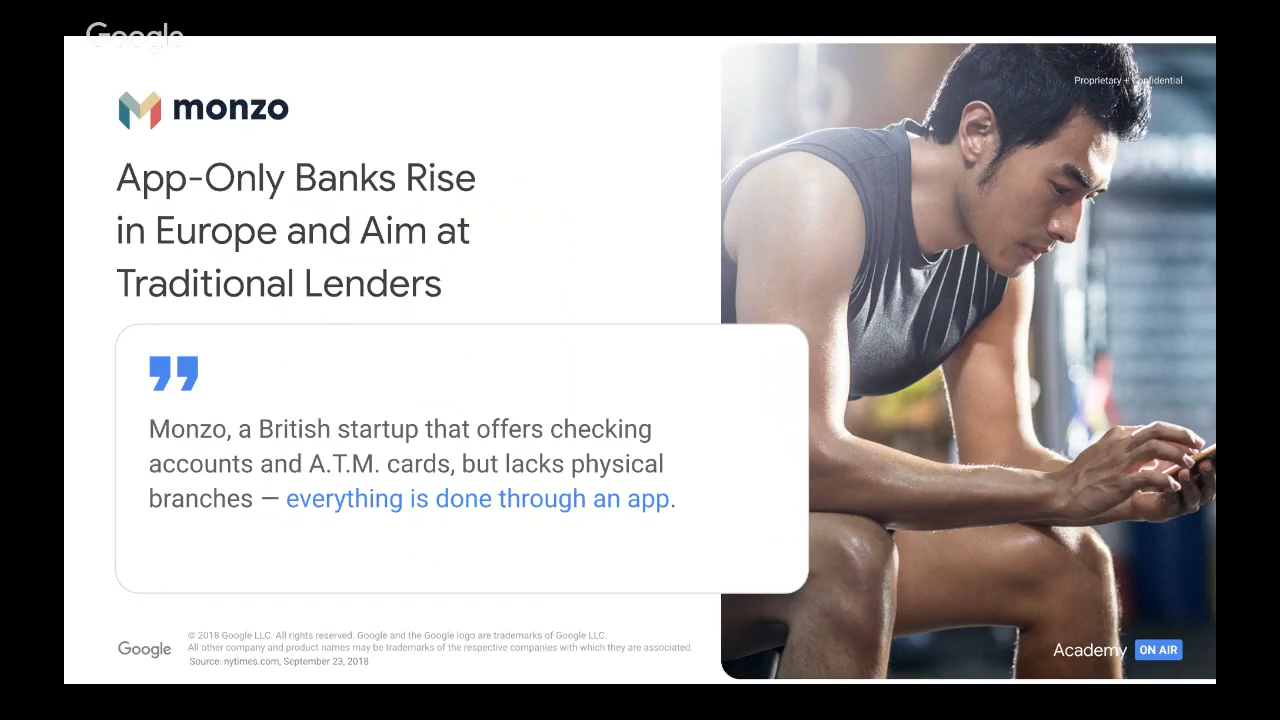 Google
monzo
Proprietary + Confidential
App-Only Banks Rise
in Europe and Aim at
Traditional Lenders
Monzo, a British startup that offers checking
accounts and A.T.M. cards, but lacks physical
branches — everything is done through an app.
Google
© 2018 Google LLC. All rights reserved. Google and the Google logo are trademarks of Google LLC.
All other company and product names may be trademarks of the respective companies with which they are associated.
Source: nytimes.com, September 23, 2018
Academy ON AIR